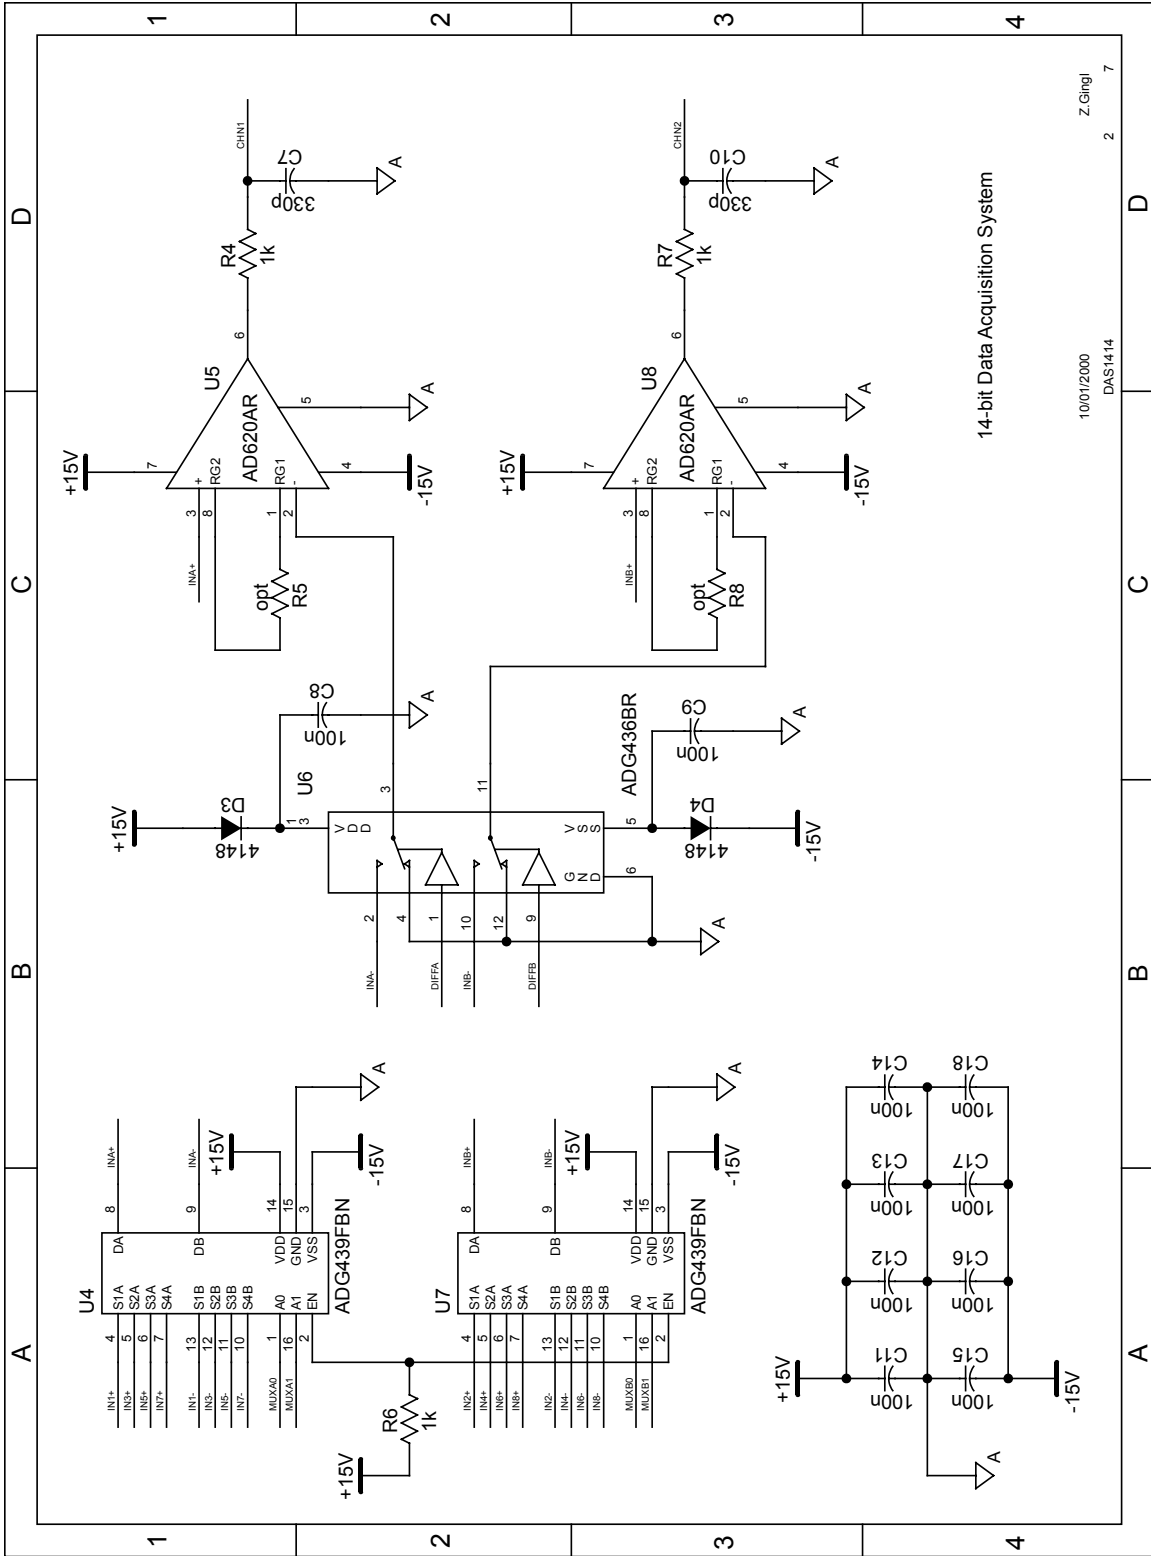 A
B
C
D
1
2
3
4
U4
IN1+ 4 S1A DA 8 INA+
IN3+ 5 S2A
IN5+ 6 S3A
IN7+ 7 S4A
IN1- 13 S1B DB 9 INA-
IN3- 12 S2B
IN5- 11 S3B
IN7- 10 S4B
MUXA0 1 A0 VDD 14 +15V
MUXA1 16 A1 GND 15 A
2 EN VSS 3 -15V
ADG439FBN
+15V
R6
1k
U7
IN2+ 4 S1A DA 8 INB+
IN4+ 5 S2A
IN6+ 6 S3A
IN8+ 7 S4A
IN2- 13 S1B DB 9 INB-
IN4- 12 S2B
IN6- 11 S3B
IN8- 10 S4B
MUXB0 1 A0 VDD 14 +15V
MUXB1 16 A1 GND 15 A
2 EN VSS 3 -15V
ADG439FBN
+15V
C11
100n
C12
100n
C13
100n
C14
100n
C15
100n
C16
100n
C17
100n
C18
100n
A
-15V
+15V
D3
4148
U6
C8
100n
A
13
VDD
INA- 2
4
3
DIFFA 1
INB- 10
12
11
DIFFB 9
GND
VSS
6
5
A
ADG436BR
D4
4148
C9
100n
A
-15V
+15V
7
U5
INA+ 3 +
8 RG2
1 RG1
2 -
AD620AR
opt
R5
6
5
A
4
-15V
R4
1k
C7
330p
A
CHN1
+15V
7
U8
INB+ 3 +
8 RG2
1 RG1
2 -
AD620AR
opt
R8
6
5
A
4
-15V
R7
1k
C10
330p
A
CHN2
14-bit Data Acquisition System
10/01/2000 Z.Gingl
DAS1414 2 7
A
B
C
D
1
2
3
4